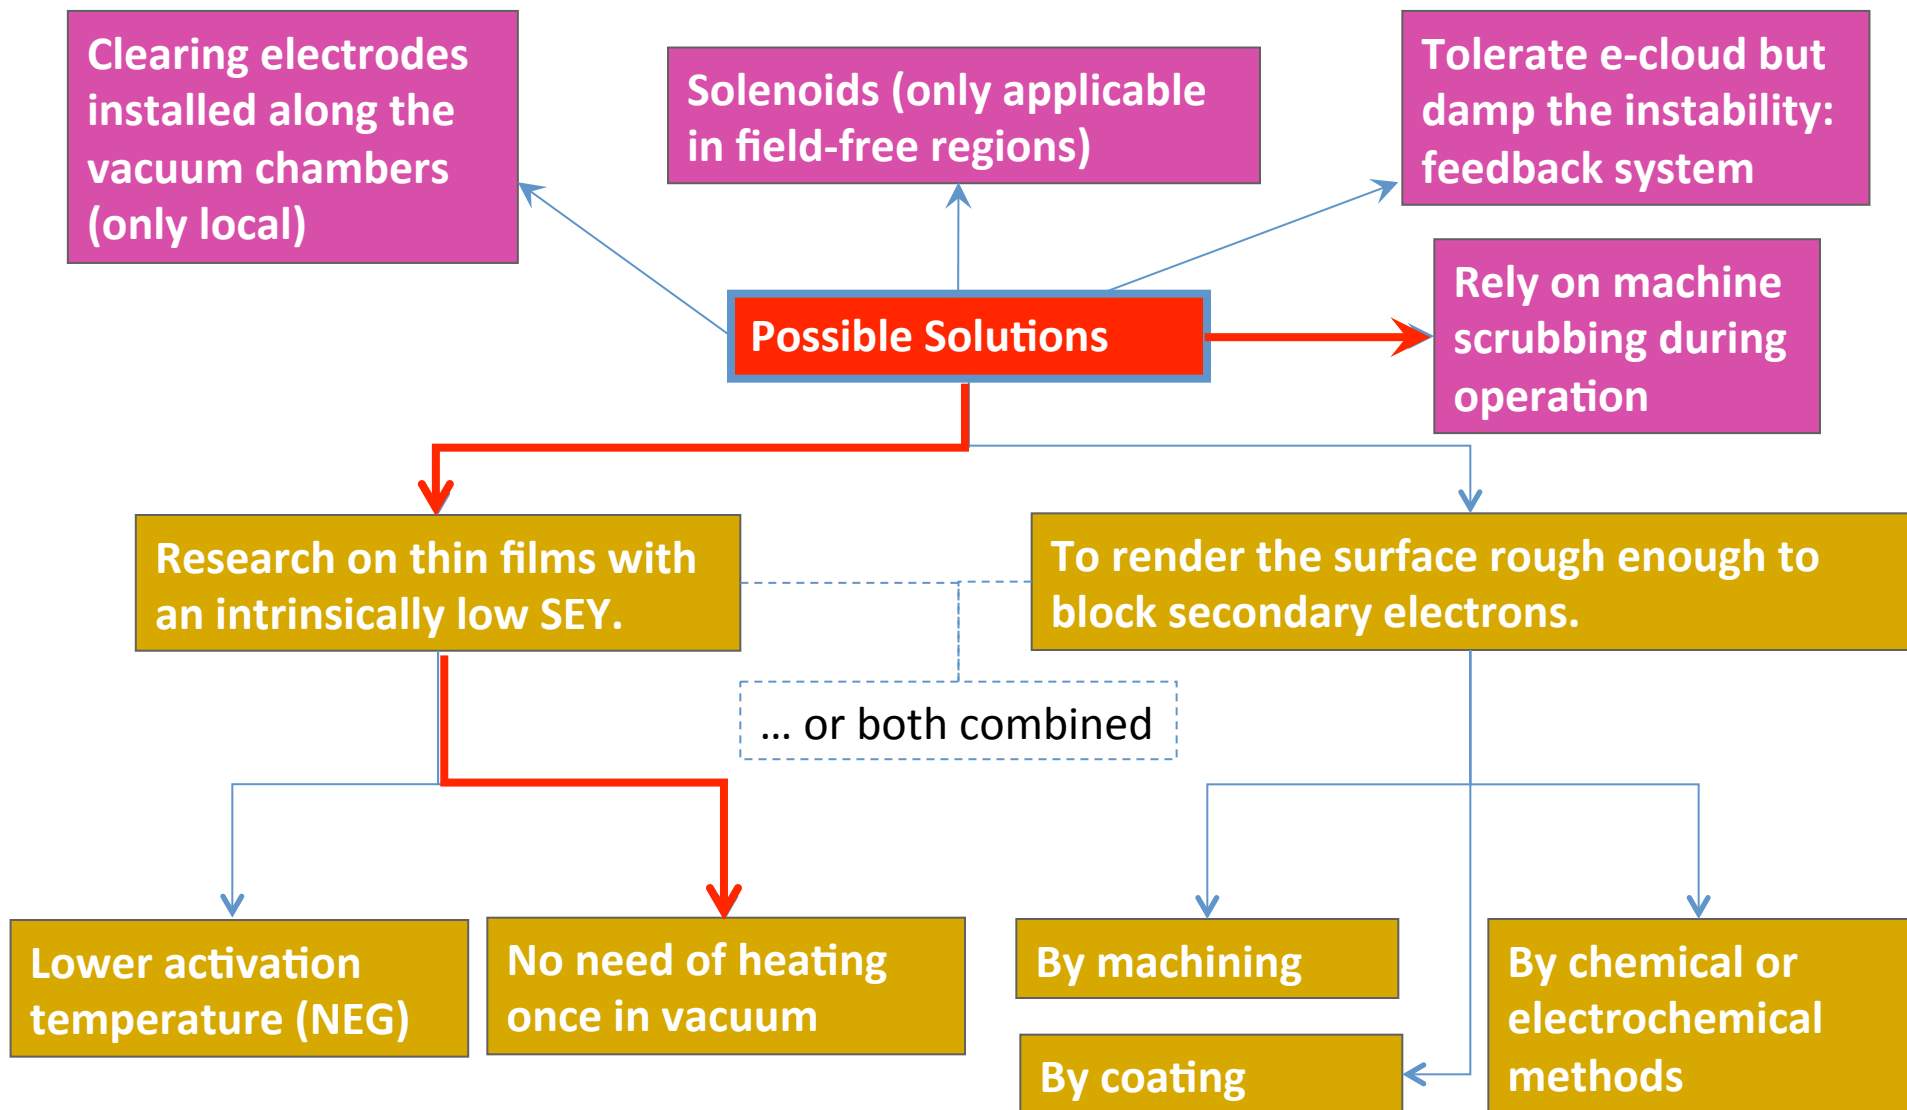 Clearing electrodes
installed along the
vacuum chambers
(only local)
Solenoids (only applicable
in field-free regions)
Tolerate e-cloud but
damp the instability:
feedback system
Possible Solutions
Rely on machine
scrubbing during
operation
Research on thin films with
an intrinsically low SEY.
To render the surface rough enough to
block secondary electrons.
... or both combined
Lower activation
temperature (NEG)
No need of heating
once in vacuum
By machining
By coating
By chemical or
electrochemical
methods